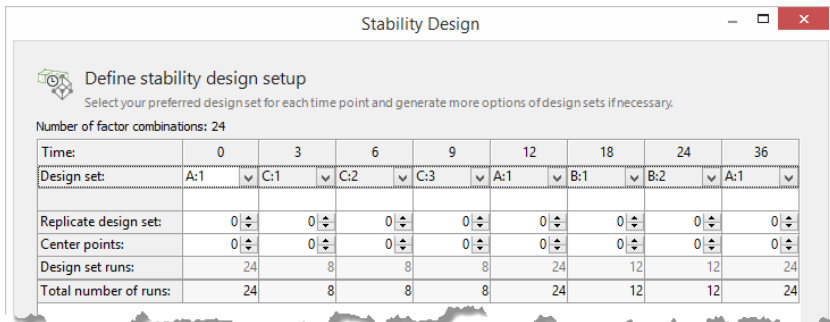 Stability Design
Define stability design setup
Select your preferred design set for each time point and generate more options of design sets if necessary.
Number of factor combinations: 24
Time: 0 3 6 9 12 18 24 36
Design set: A:1 C:1 C:2 C:3 A:1 B:1 B:2 A:1
Replicate design set: 0 0 0 0 0 0 0 0
Center points: 0 0 0 0 0 0 0 0
Design set runs: 24 8 8 8 24 12 12 24
Total number of runs: 24 8 8 8 24 12 12 24